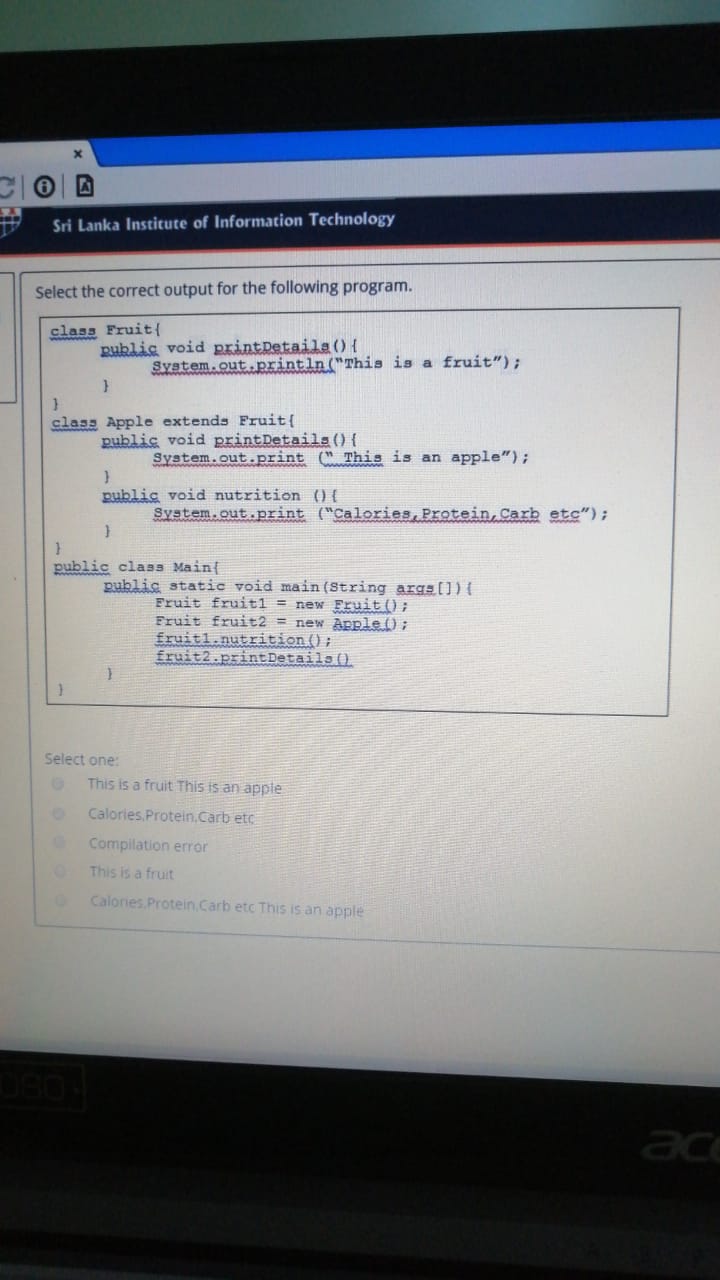 x
Sri Lanka Institute of Information Technology
Select the correct output for the following program.
class Fruit{
public void printDetails(){
System.out.println("This is a fruit");
}
}
class Apple extends Fruit{
public void printDetails(){
System.out.print (" This is an apple");
}
public void nutrition (){
System.out.print ("Calories,Protein,Carb etc");
}
}
public class Main{
public static void main(String args[]){
Fruit fruit1 = new Fruit();
Fruit fruit2 = new Apple();
fruit1.nutrition();
fruit2.printDetails()
}
}
Select one:
This is a fruit This is an apple
Calories,Protein,Carb etc
Compilation error
This is a fruit
Calories,Protein,Carb etc This is an apple